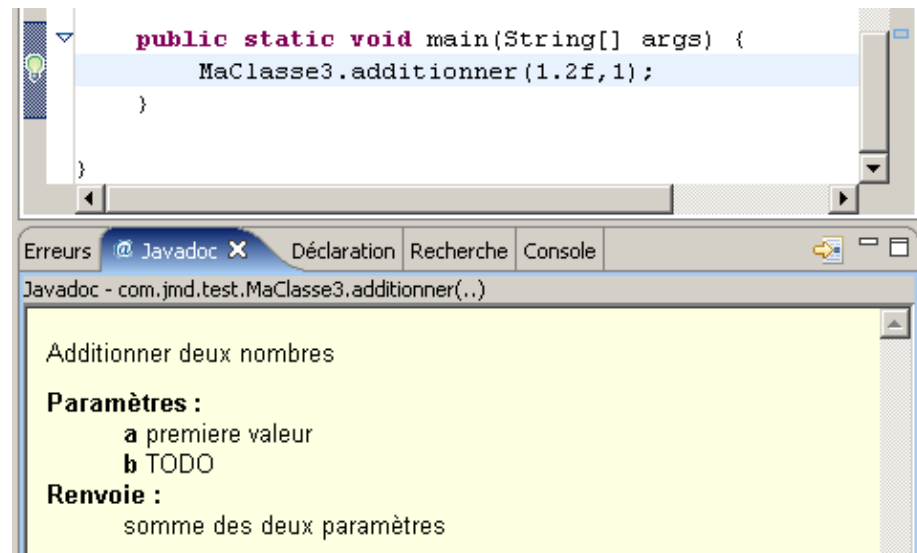 public static void main(String[] args) {
MaClasse3.additionner(1.2f,1);
}
}
Erreurs @ Javadoc Déclaration Recherche Console
Javadoc - com.jmd.test.MaClasse3.additionner(..)
Additionner deux nombres
Paramètres :
a premiere valeur
b TODO
Renvoie :
somme des deux paramètres